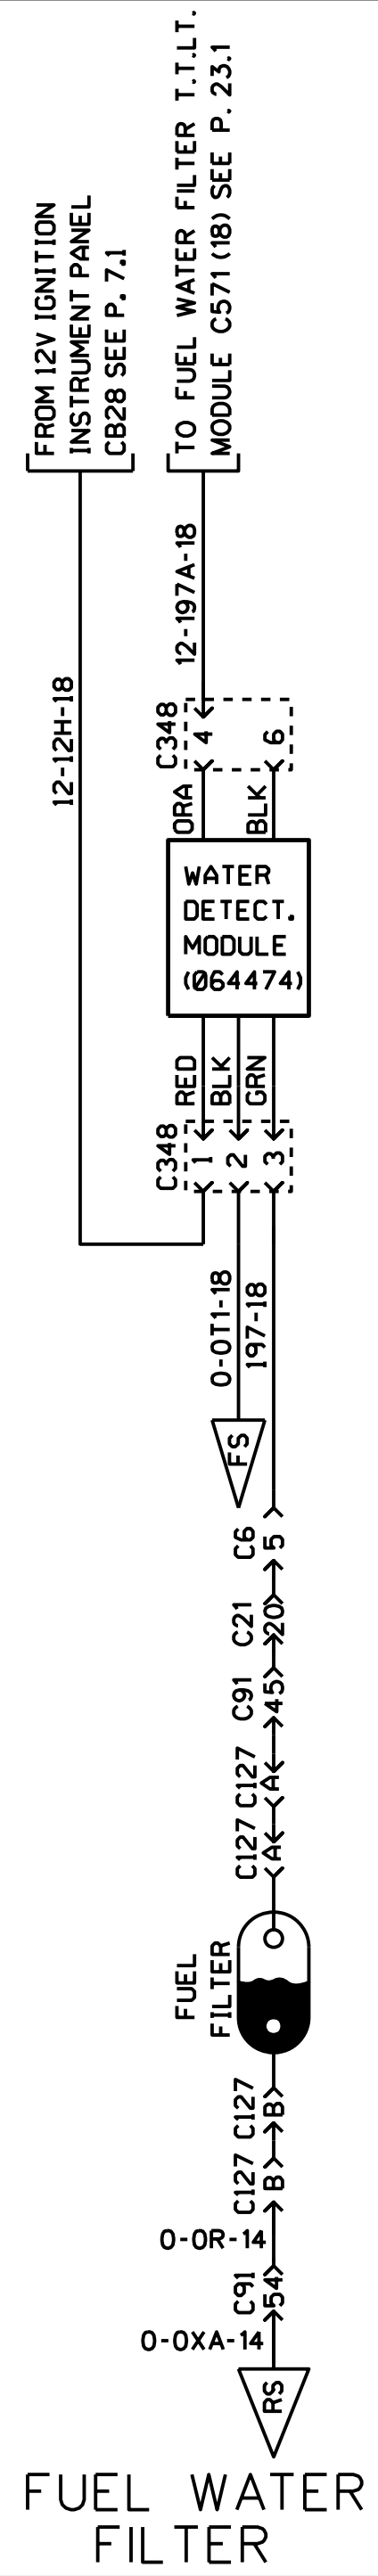 FROM 12V IGNITION
INSTRUMENT PANEL
CB28 SEE P. 7.1
TO FUEL WATER FILTER T.T.LT.
MODULE C571 (18) SEE P. 23.1
12-12H-18
12-197A-18
C348
4
6
ORA
BLK
WATER
DETECT.
MODULE
(064474)
RED
BLK
GRN
C348
1
2
3
0-0T1-18
197-18
FS
C6
5
C21
20
C91
45
C127
A
C127
A
FUEL
FILTER
C127
B
C127
B
0-0R-14
C91
54
0-0XA-14
RS
FUEL WATER
FILTER